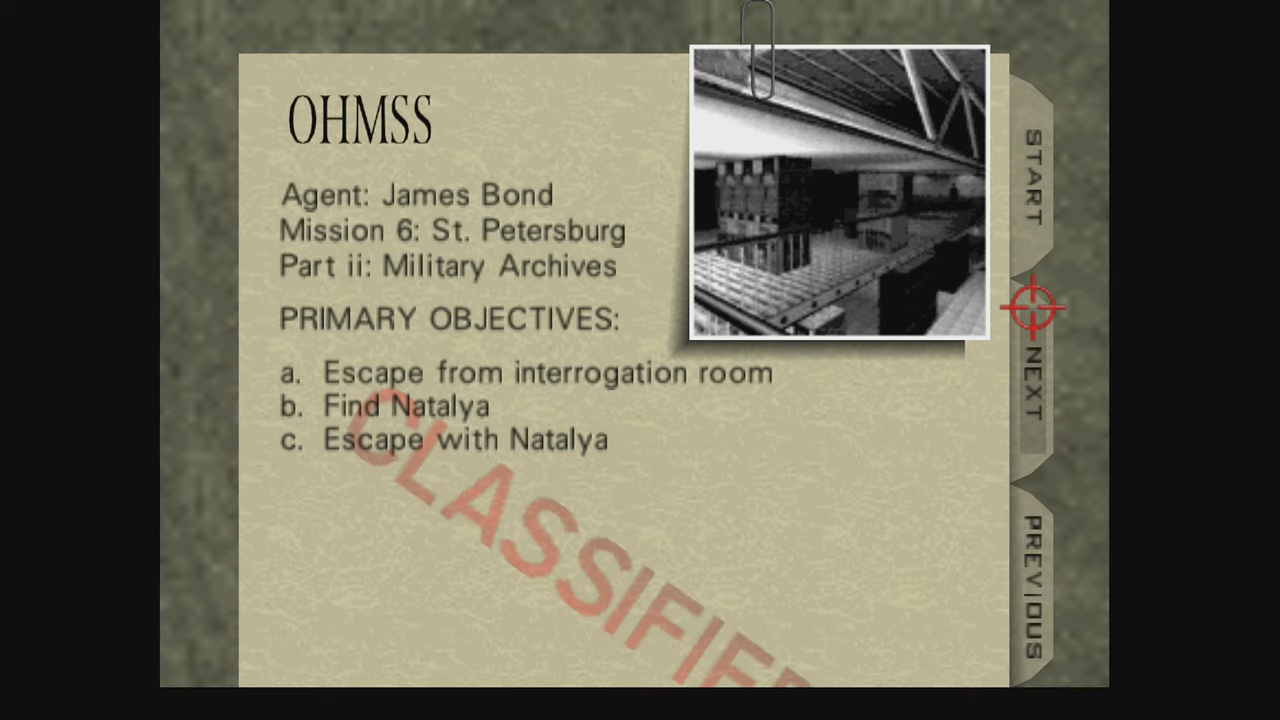 OHMSS
Agent: James Bond
Mission 6: St. Petersburg
Part ii: Military Archives
PRIMARY OBJECTIVES:
a. Escape from interrogation room
b. Find Natalya
c. Escape with Natalya
CLASSIFIE
START
NEXT
PREVIOUS